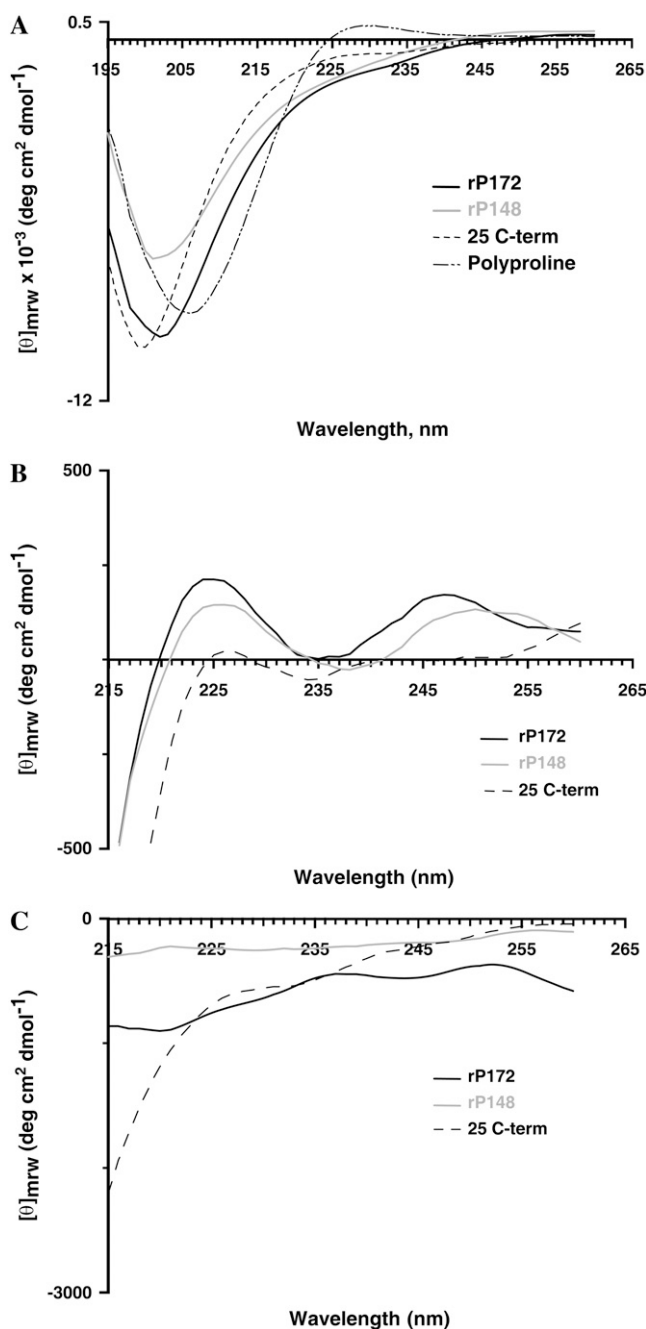 A
0.5
195 205 215 225 235 245 255 265
rP172
rP148
25 C-term
Polyproline
[θ]mrw x 10⁻³ (deg cm² dmol⁻¹)
-12
Wavelength, nm
B
500
215 225 235 245 255 265
[θ]mrw (deg cm² dmol⁻¹)
rP172
rP148
25 C-term
-500
Wavelength (nm)
C
0
215 225 235 245 255 265
[θ]mrw (deg cm² dmol⁻¹)
rP172
rP148
25 C-term
-3000
Wavelength (nm)